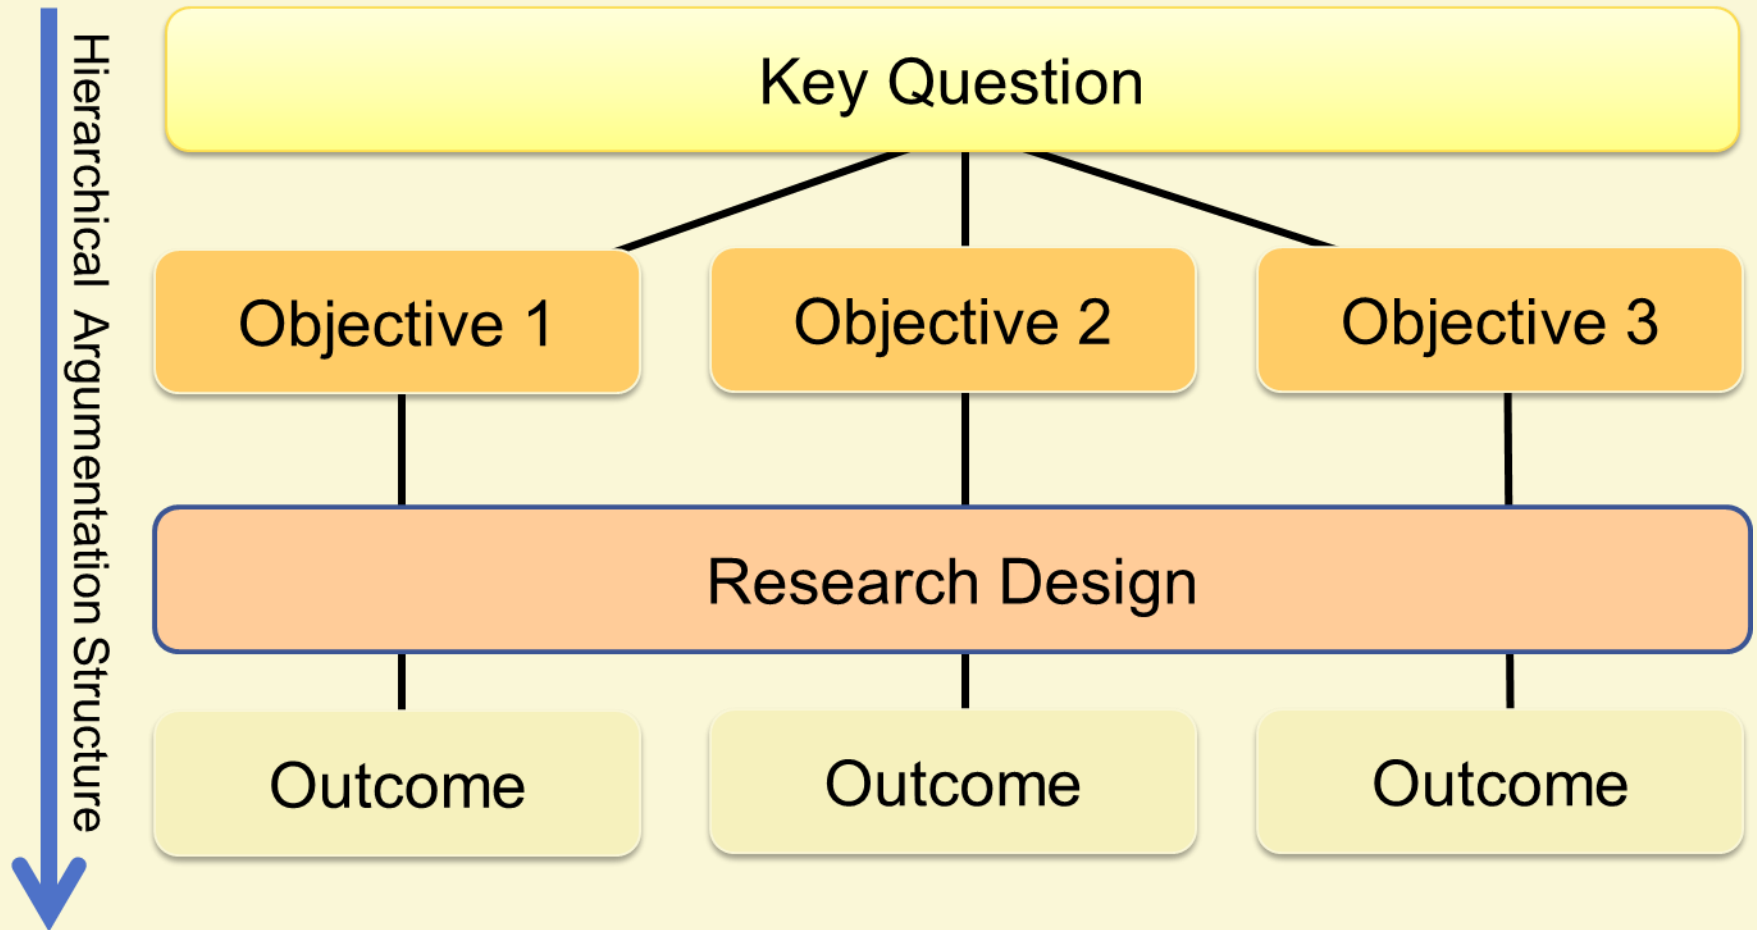 Hierarchical Argumentation Structure
Key Question
Objective 1
Objective 2
Objective 3
Research Design
Outcome
Outcome
Outcome